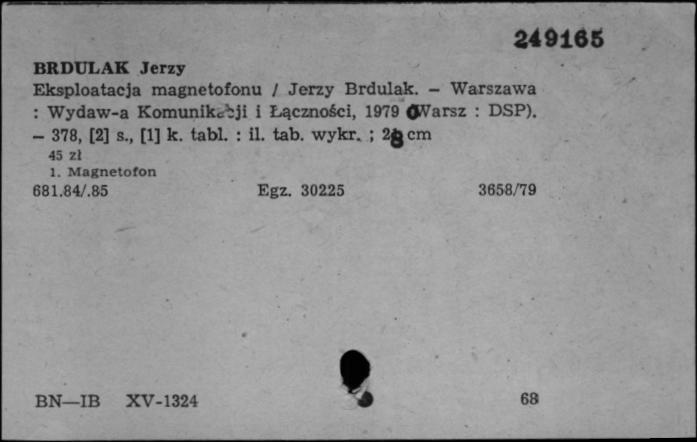 249165
BRDULAK Jerzy
Eksploatacja magnetofonu / Jerzy Brdulak. — Warszawa
: Wydaw-a Komunikacji i Łączności, 1979 (Warsz : DSP).
— 378, [2] s., [1] k. tabl. : il. tab. wykr. ; cm
45 zł
1. Magnetofon
681.84/.85 Egz. 30225 3658/79
BN—IB XV-1324 68